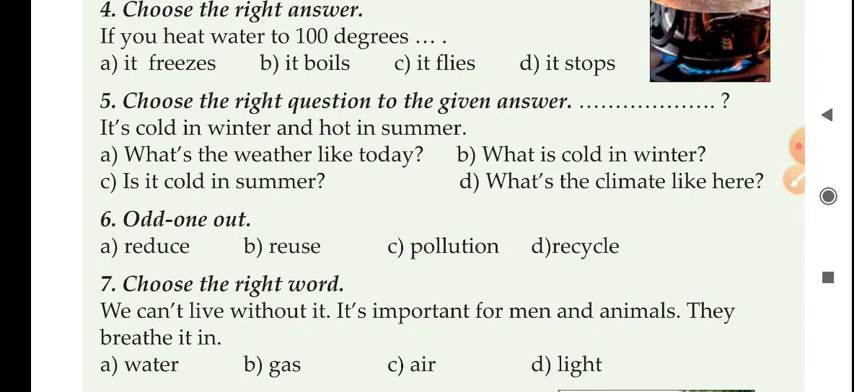 4. Choose the right answer.
If you heat water to 100 degrees … .
a) it freezes b) it boils c) it flies d) it stops
5. Choose the right question to the given answer. ………………. ?
It’s cold in winter and hot in summer.
a) What’s the weather like today? b) What is cold in winter?
c) Is it cold in summer? d) What’s the climate like here?
6. Odd-one out.
a) reduce b) reuse c) pollution d)recycle
7. Choose the right word.
We can’t live without it. It’s important for men and animals. They
breathe it in.
a) water b) gas c) air d) light